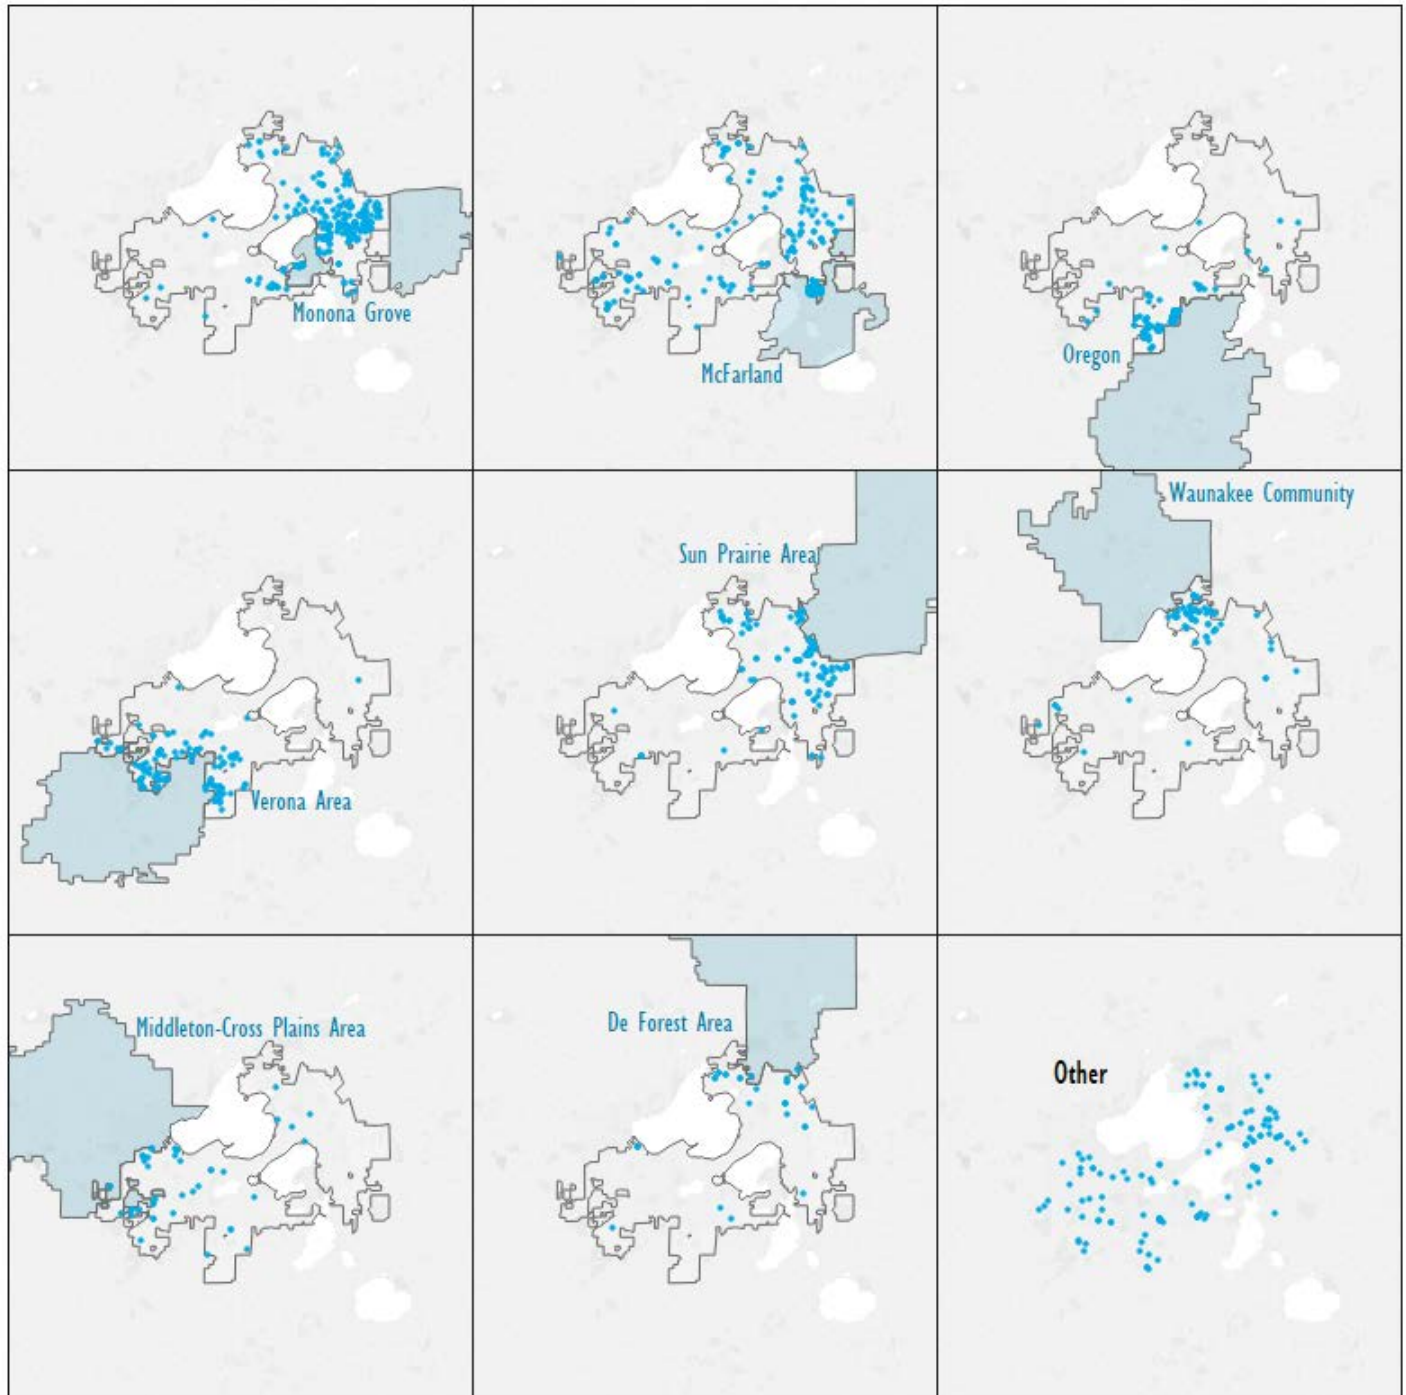 Monona Grove
McFarland
Oregon
Verona Area
Sun Prairie Area
Waunakee Community
Middleton-Cross Plains Area
De Forest Area
Other